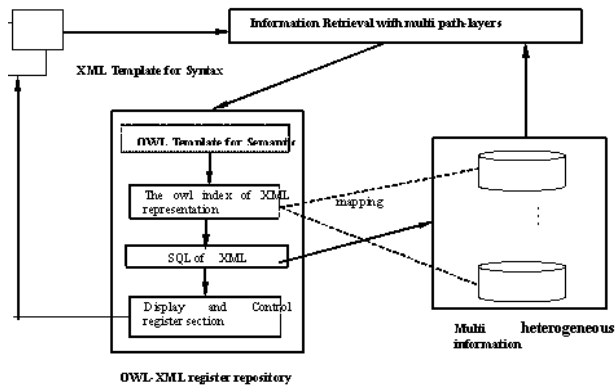 Information Retrieval with multi path-layers
XML Template for Syntax
OWL Template for Semantic
The owl index of XML
representation
mapping
SQL of XML
Display and Control
register section
Multi heterogeneous
information
OWL-XML register repository